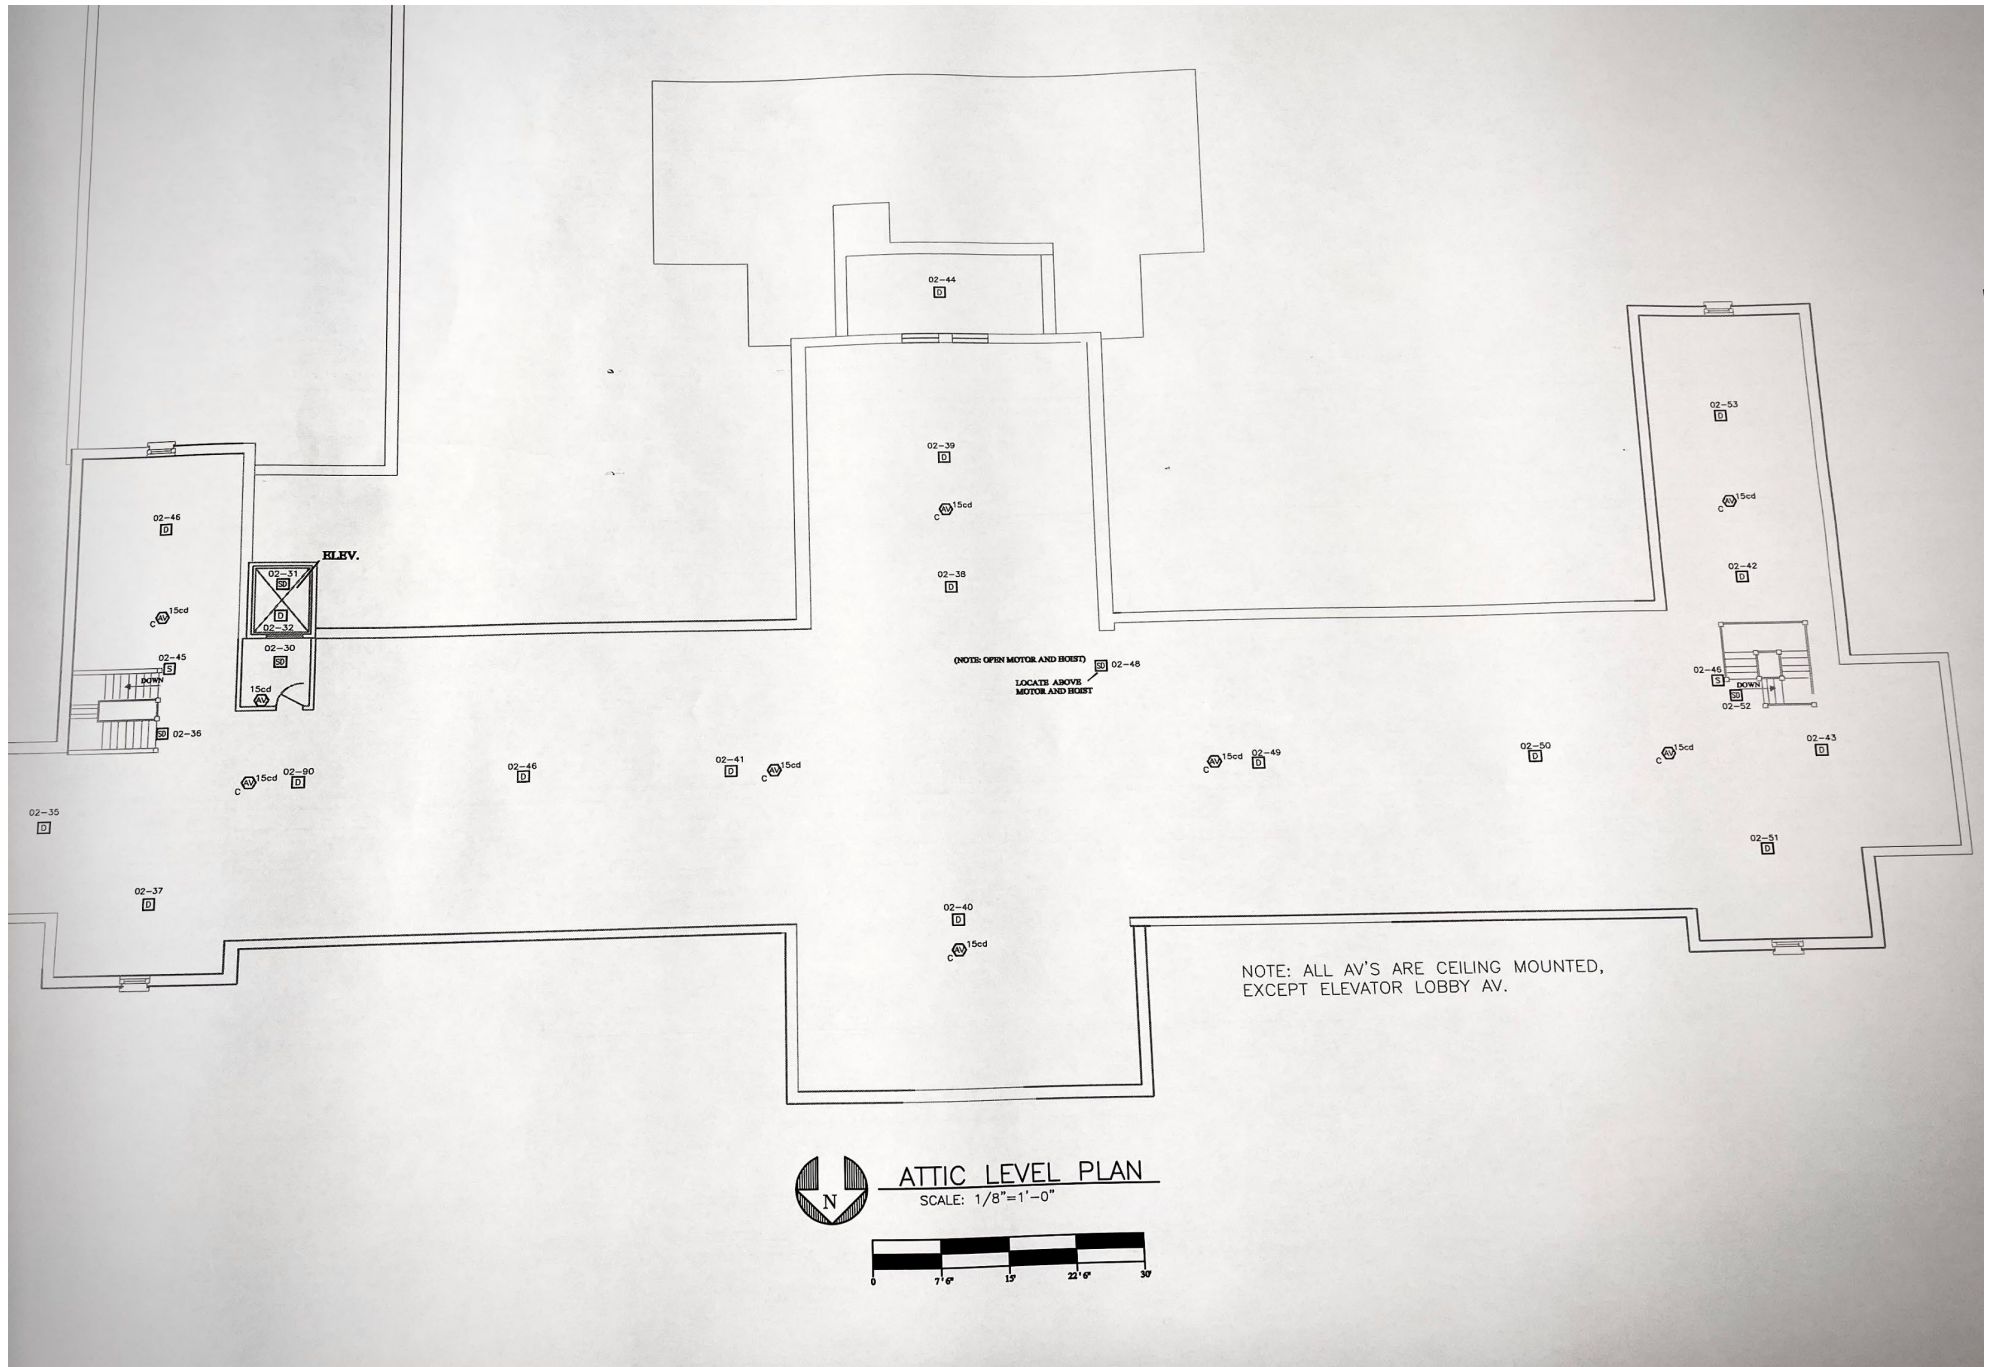 02-44
D
02-53
D
02-39
D
AV 15cd
C
AV 15cd
C
02-46
D
ELEV.
02-31
SD
D
02-32
02-38
D
02-42
D
AV 15cd
C
02-45
S
DOWN
02-30
SD
15cd
AV
(NOTE: OPEN MOTOR AND HOIST)
SD 02-48
LOCATE ABOVE
MOTOR AND HOIST
02-46
S
DOWN
SD
02-52
SD 02-36
AV 15cd
C
02-90
D
02-46
D
02-41
D
AV 15cd
C
AV 15cd
C
02-49
D
02-50
D
AV 15cd
C
02-43
D
02-35
D
02-51
D
02-37
D
02-40
D
AV 15cd
C
NOTE: ALL AV'S ARE CEILING MOUNTED,
EXCEPT ELEVATOR LOBBY AV.
N
ATTIC LEVEL PLAN
SCALE: 1/8"=1'-0"
0 7'6" 15' 22'6" 30'